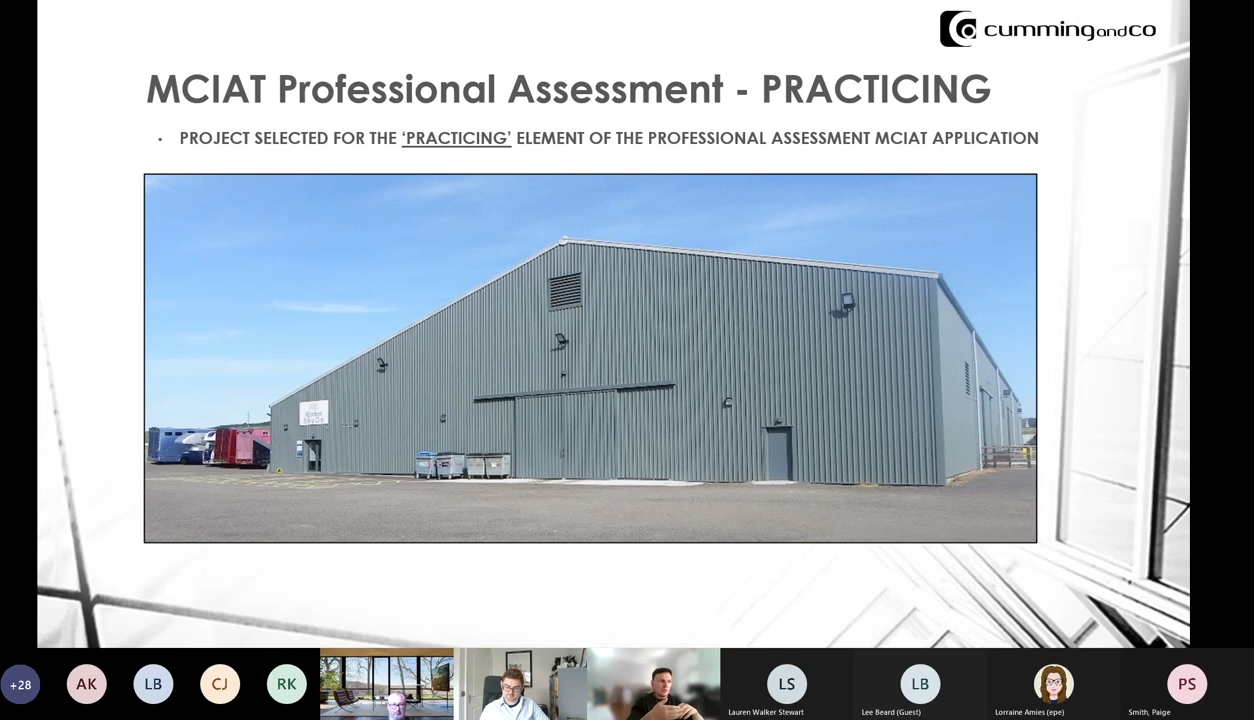 cummingandco
MCIAT Professional Assessment - PRACTICING
• PROJECT SELECTED FOR THE ‘PRACTICING’ ELEMENT OF THE PROFESSIONAL ASSESSMENT MCIAT APPLICATION
+28
AK
LB
CJ
RK
LS
LB
PS
Lauren Walker Stewart
Lee Beard (Guest)
Lorraine Amies (epe)
Smith, Paige